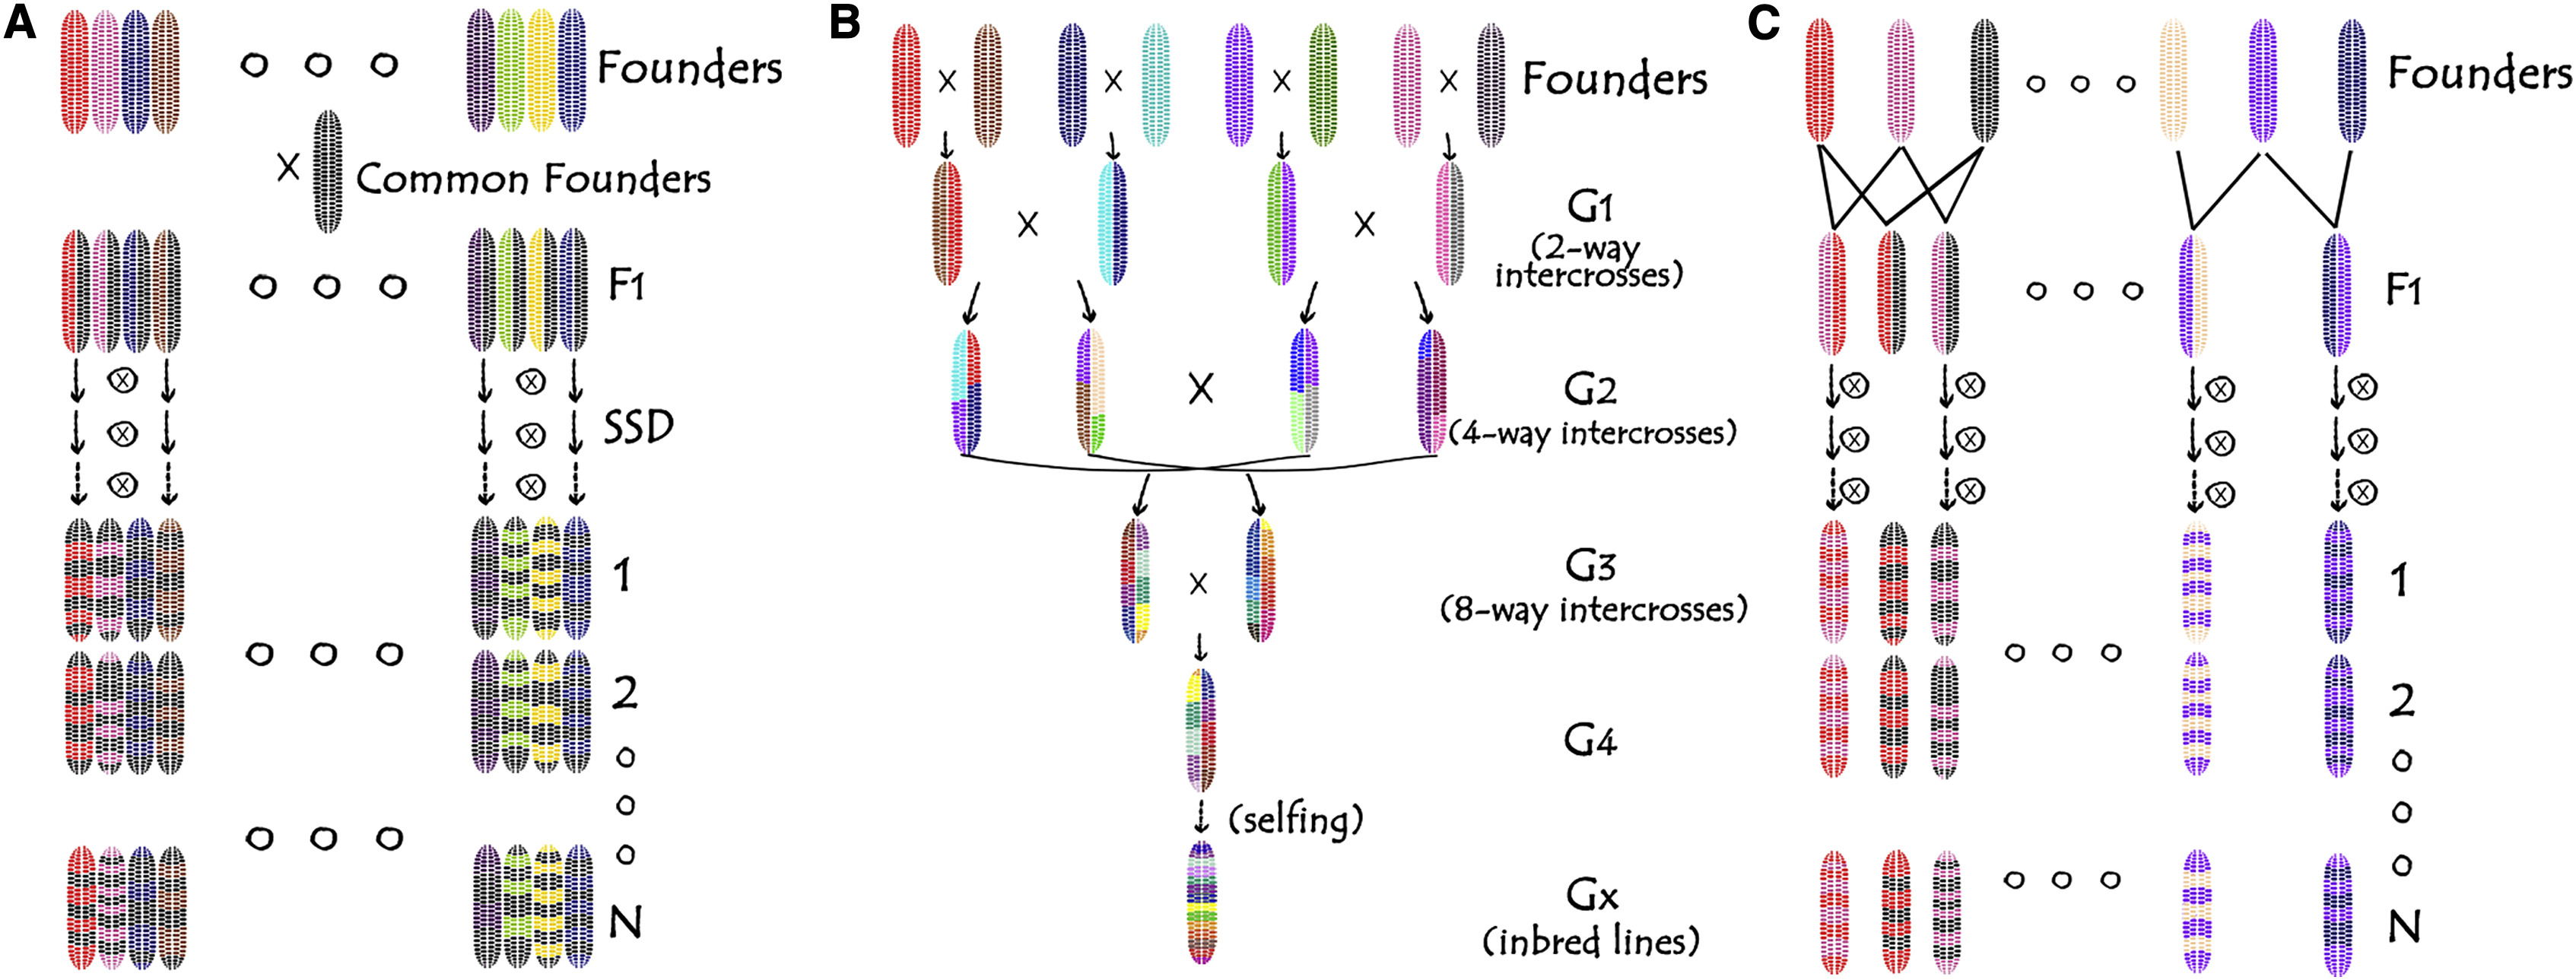 A
Founders
X
Common Founders
F1
X
X
X
X
SSD
X
X
1
2
N
B
X
X
X
X
Founders
X
X
G1
(2-way
intercrosses)
X
G2
(4-way intercrosses)
X
G3
(8-way intercrosses)
G4
(selfing)
Gx
(inbred lines)
C
Founders
F1
X
X
X
X
X
X
X
X
X
X
X
X
1
2
N